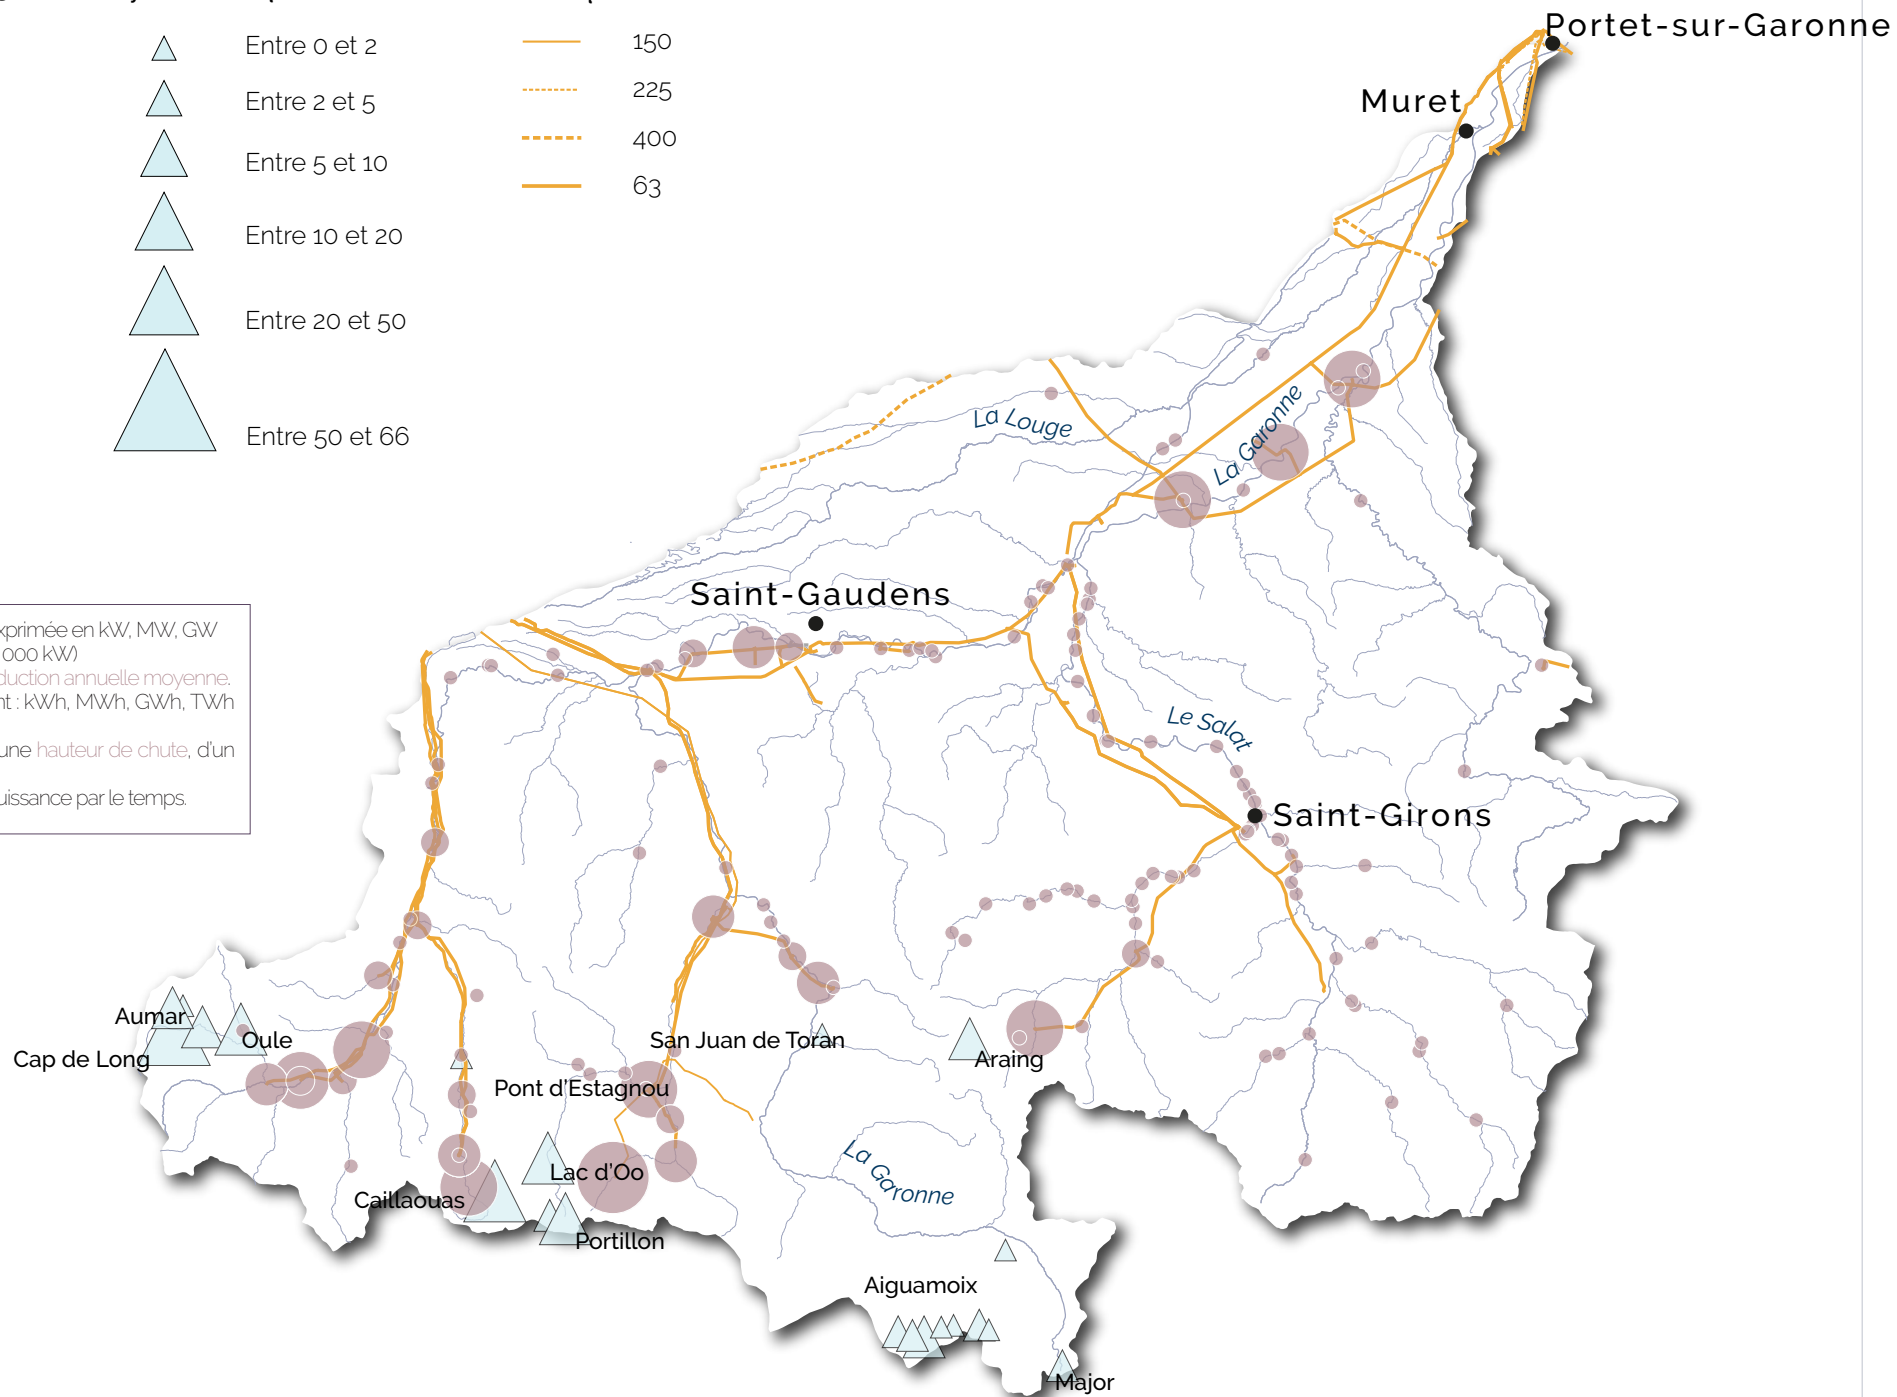 Entre 0 et 2
Entre 2 et 5
Entre 5 et 10
Entre 10 et 20
Entre 20 et 50
Entre 50 et 66
150
225
400
63
Portet-sur-Garonne
Muret
La Louge
La Garonne
Saint-Gaudens
xprimée en kW, MW, GW
000 kW)
duction annuelle moyenne.
nt : kWh, MWh, GWh, TWh
une hauteur de chute, d'un
uissance par le temps.
Le Salat
Saint-Girons
Aumar
Oule
Cap de Long
San Juan de Toran
Araing
Pont d'Estagnou
Lac d'Oo
Caillaouas
Portillon
La Garonne
Aiguamoix
Major